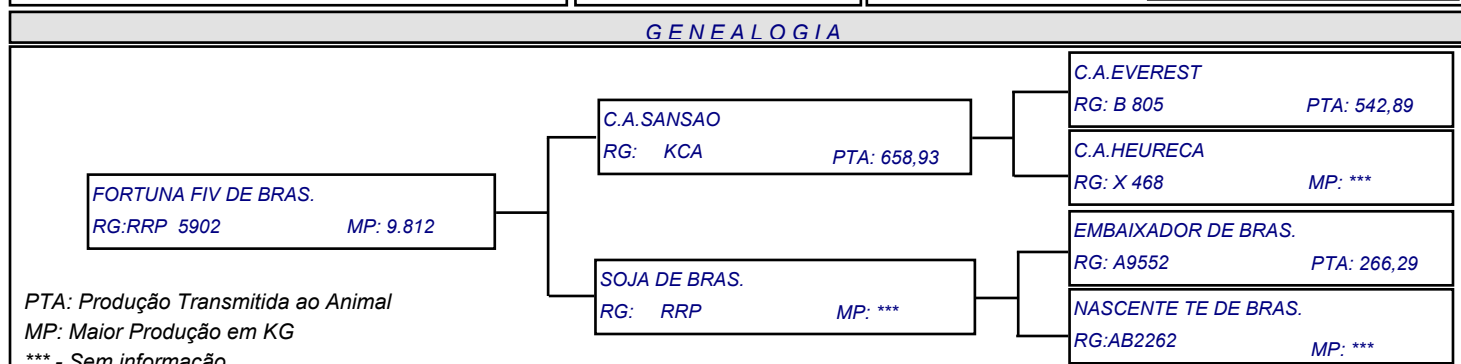 GENEALOGIA
C.A.EVEREST
RG: B 805 PTA: 542,89
C.A.SANSAO
RG: KCA PTA: 658,93
C.A.HEURECA
RG: X 468 MP: ***
FORTUNA FIV DE BRAS.
RG:RRP 5902 MP: 9.812
EMBAIXADOR DE BRAS.
RG: A9552 PTA: 266,29
SOJA DE BRAS.
RG: RRP MP: ***
NASCENTE TE DE BRAS.
RG:AB2262 MP: ***
PTA: Produção Transmitida ao Animal
MP: Maior Produção em KG
*** - Sem informação